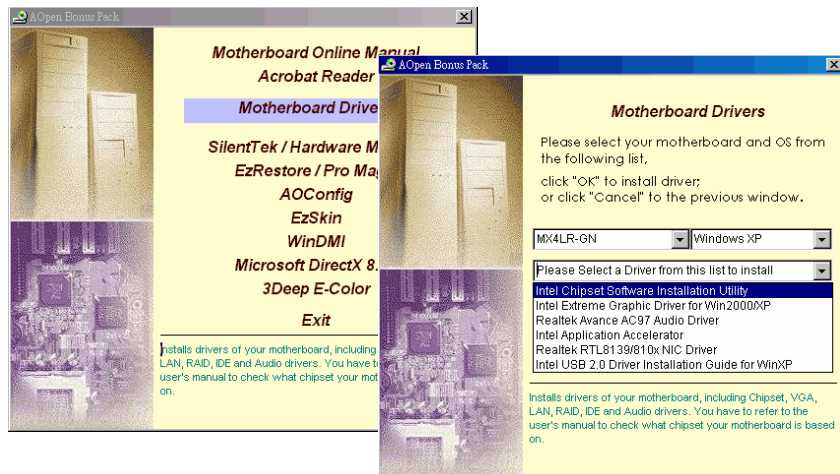 AOpen Bonus Pack
Motherboard Online Manual
Acrobat Reader
Motherboard Drive
SilentTek / Hardware M
EzRestore / Pro Ma
AOConfig
EzSkin
WinDMI
Microsoft DirectX 8.
3Deep E-Color
Exit
Installs drivers of your motherboard, including
LAN, RAID, IDE and Audio drivers. You have t
user's manual to check what chipset your mot
on.
AOpen Bonus Pack
Motherboard Drivers
Please select your motherboard and OS from
the following list,
click "OK" to install driver;
or click "Cancel" to the previous window.
MX4LR-GN
Windows XP
Please Select a Driver from this list to install
Intel Chipset Software Installation Utility
Intel Extreme Graphic Driver for Win2000/XP
Realtek Avance AC97 Audio Driver
Intel Application Accelerator
Realtek RTL8139/810x NIC Driver
Intel USB 2.0 Driver Installation Guide for WinXP
Installs drivers of your motherboard, including Chipset, VGA,
LAN, RAID, IDE and Audio drivers. You have to refer to the
user's manual to check what chipset your motherboard is based
on.